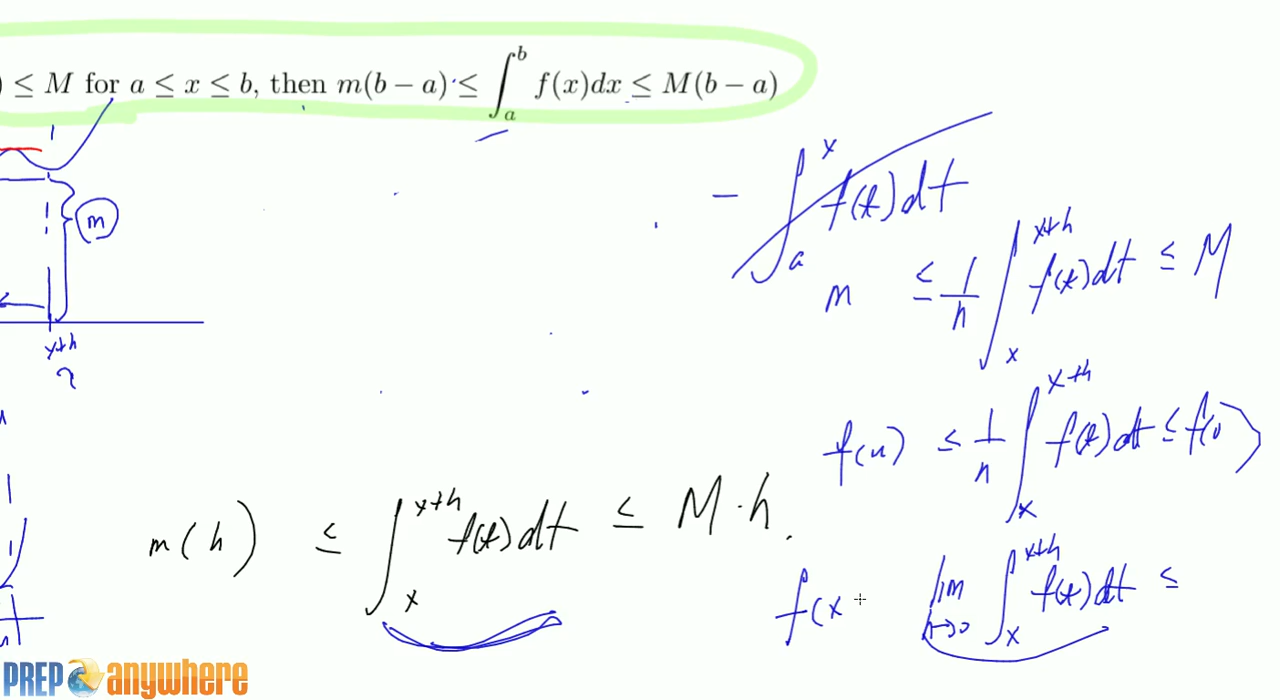 ) ≤ M for a ≤ x ≤ b, then m(b − a) ≤ ∫_a^b f(x)dx ≤ M(b − a)
− ∫_a^x f(t)dt
m
m ≤ 1/h ∫_x^{x+h} f(t)dt ≤ M
x+h
?
f(u) ≤ 1/h ∫_x^{x+h} f(t)dt ≤ f(v)
m(h) ≤ ∫_x^{x+h} f(t)dt ≤ M·h.
f(x lim h→0 ∫_x^{x+h} f(t)dt ≤
PREP anywhere